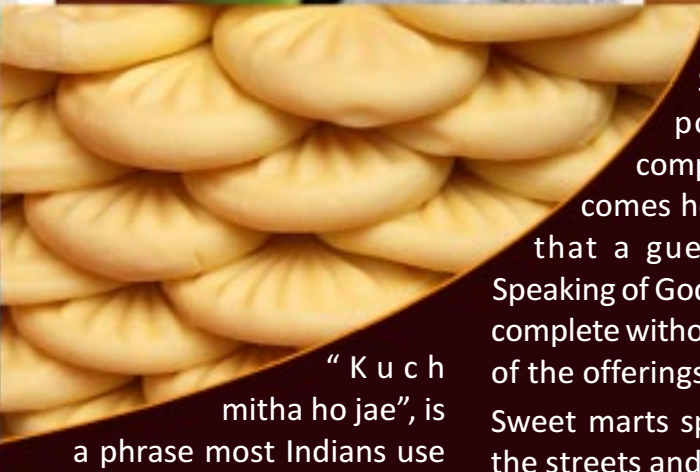 “Kuch
mitha ho jae”, is
a phrase most Indians use
comes
that a
Speaking of
complete
of the offerings
Sweet marts
the streets and